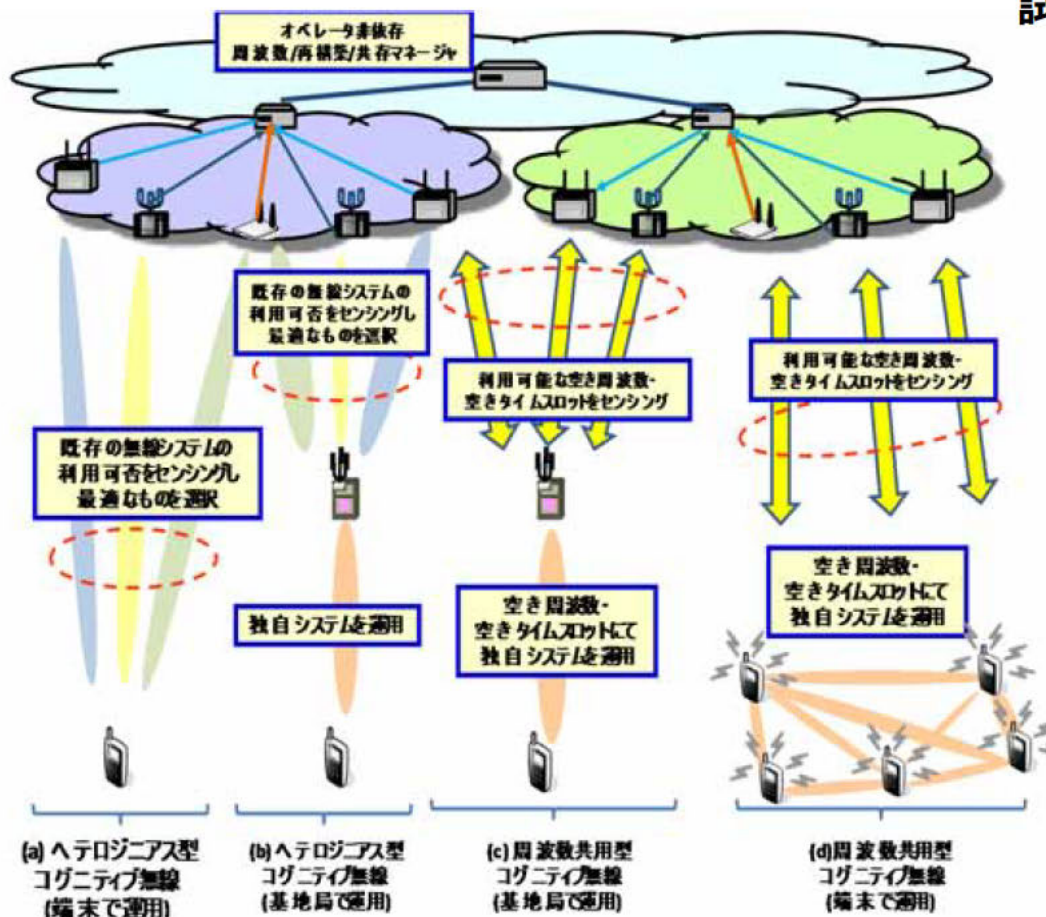 試
オペレータ非依存
周波数/再構築/共存マネージャ
既存の無線システムの
利用可否をセンシングし
最適なものを選択
利用可能な空き周波数・
空きタイムスロットをセンシング
利用可能な空き周波数・
空きタイムスロットをセンシング
既存の無線システムの
利用可否をセンシングし
最適なものを選択
独自システムを運用
空き周波数・
空きタイムスロットにて
独自システムを運用
空き周波数・
空きタイムスロットにて
独自システムを運用
(a) ヘテロジニアス型
コグニティブ無線
(端末で運用)
(b) ヘテロジニアス型
コグニティブ無線
(基地局で運用)
(c) 周波数共用型
コグニティブ無線
(基地局で運用)
(d)周波数共用型
コグニティブ無線
(端末で運用)